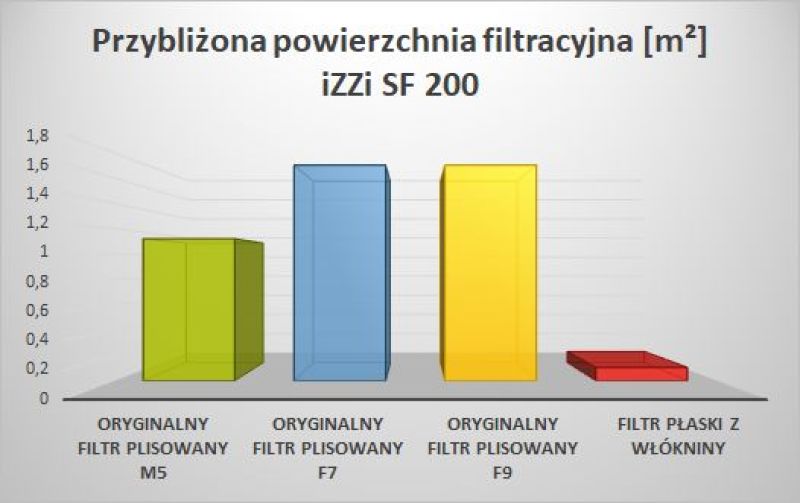 Przybliżona powierzchnia filtracyjna [m²]
iZZi SF 200
1,8
1,6
1,4
1,2
1
0,8
0,6
0,4
0,2
0
ORYGINALNY
FILTR PLISOWANY
M5
ORYGINALNY
FILTR PLISOWANY
F7
ORYGINALNY
FILTR PLISOWANY
F9
FILTR PŁASKI Z
WŁÓKNINY